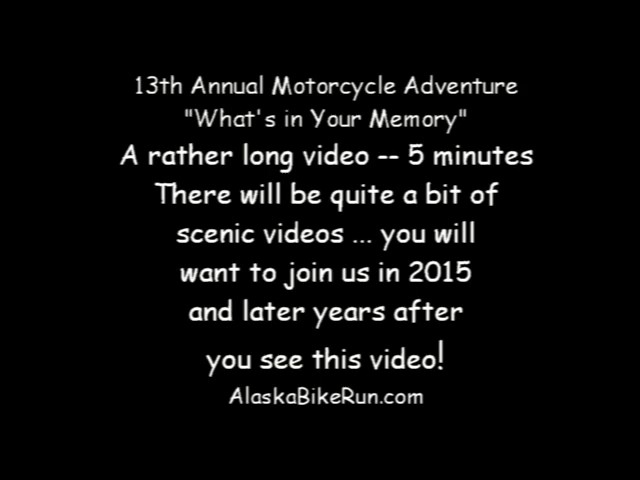 13th Annual Motorcycle Adventure
"What's in Your Memory"
A rather long video -- 5 minutes
There will be quite a bit of
scenic videos ... you will
want to join us in 2015
and later years after
you see this video!
AlaskaBikeRun.com